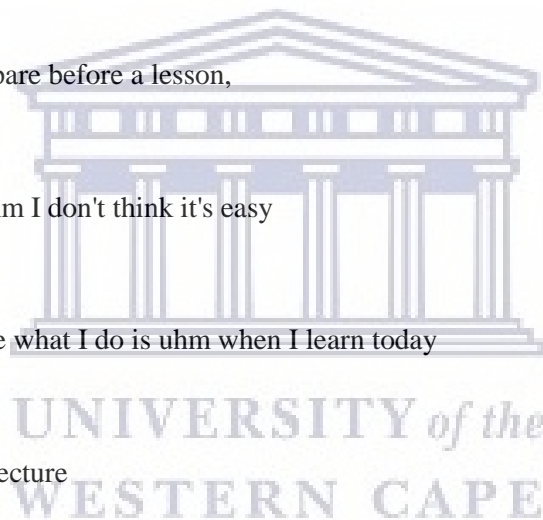 pare before a lesson,
m I don't think it's easy
e what I do is uhm when I learn today
UNIVERSITY of the
ecture
WESTERN CAPE